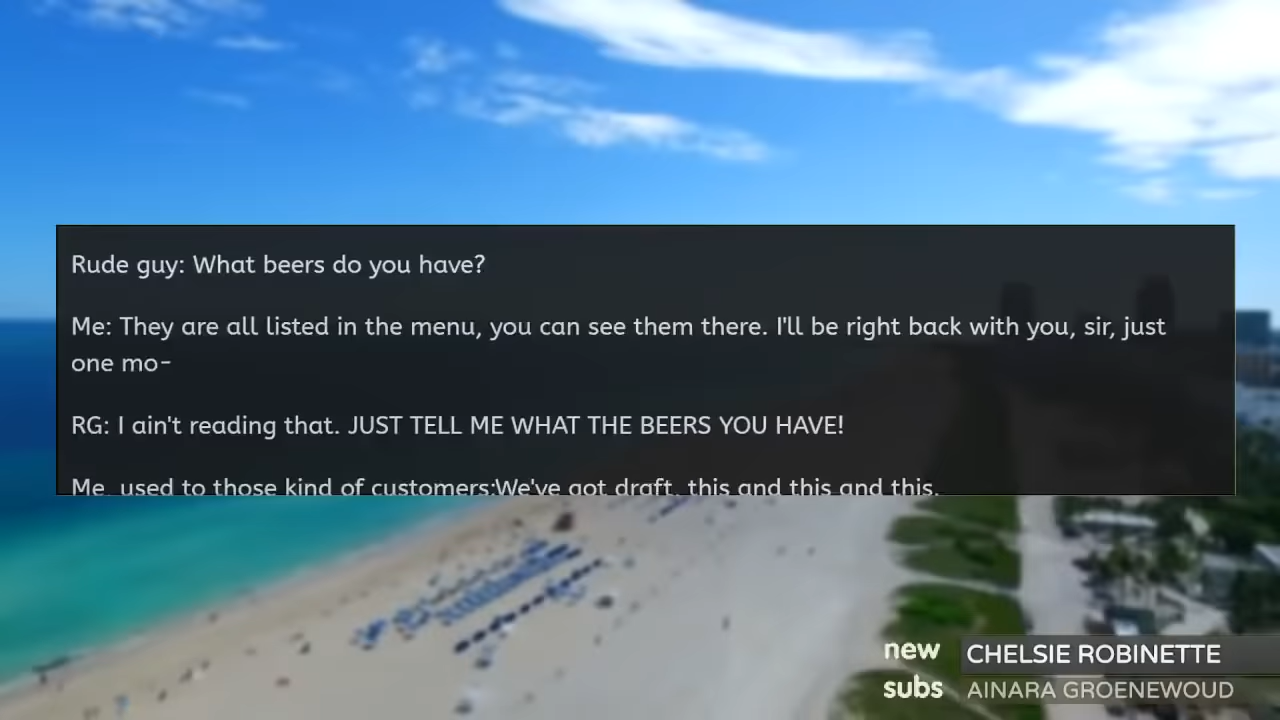 Rude guy: What beers do you have?
Me: They are all listed in the menu, you can see them there. I'll be right back with you, sir, just
one mo-
RG: I ain't reading that. JUST TELL ME WHAT THE BEERS YOU HAVE!
Me, used to those kind of customers:We've got draft, this and this and this.
new
CHELSIE ROBINETTE
subs
AINARA GROENEWOUD